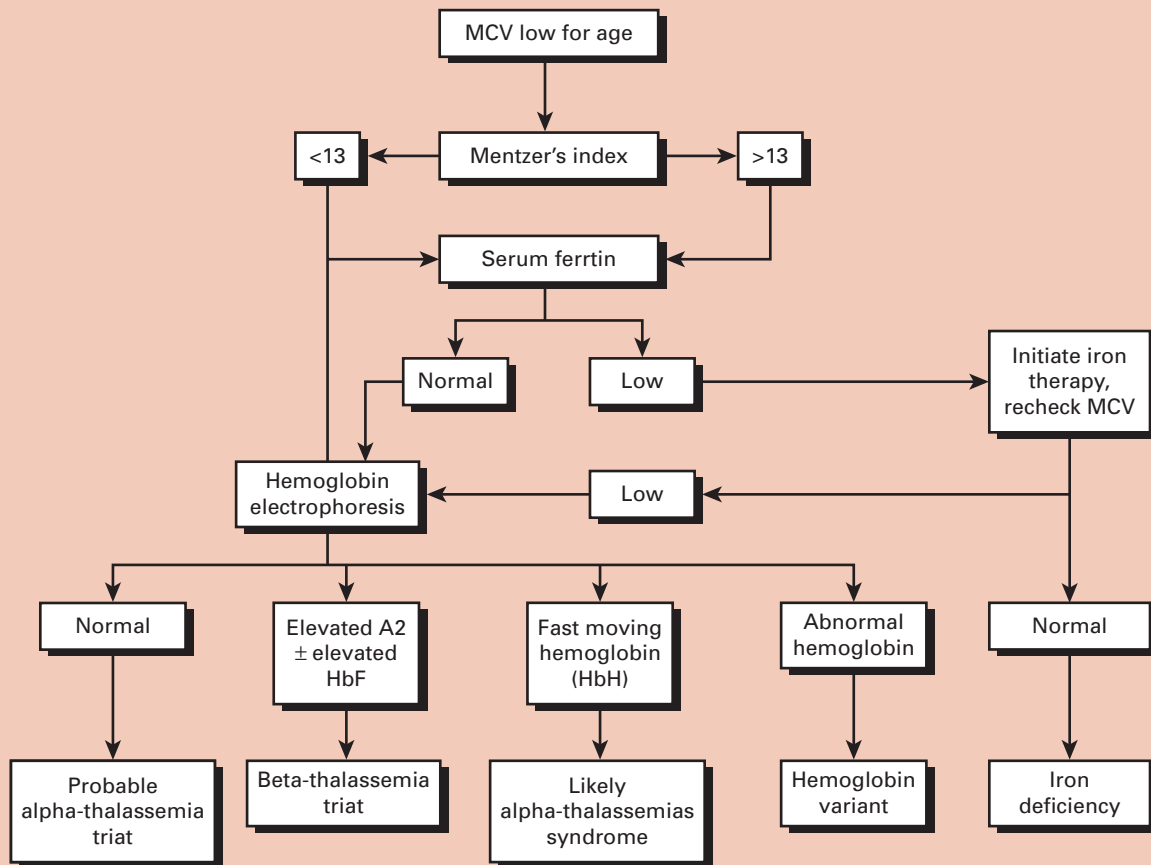 MCV low for age
<13
Mentzer's index
>13
Serum ferrtin
Normal
Low
Initiate iron
therapy,
recheck MCV
Hemoglobin
electrophoresis
Low
Normal
Elevated A2
± elevated
HbF
Fast moving
hemoglobin
(HbH)
Abnormal
hemoglobin
Normal
Probable
alpha-thalassemia
triat
Beta-thalassemia
triat
Likely
alpha-thalassemias
syndrome
Hemoglobin
variant
Iron
deficiency